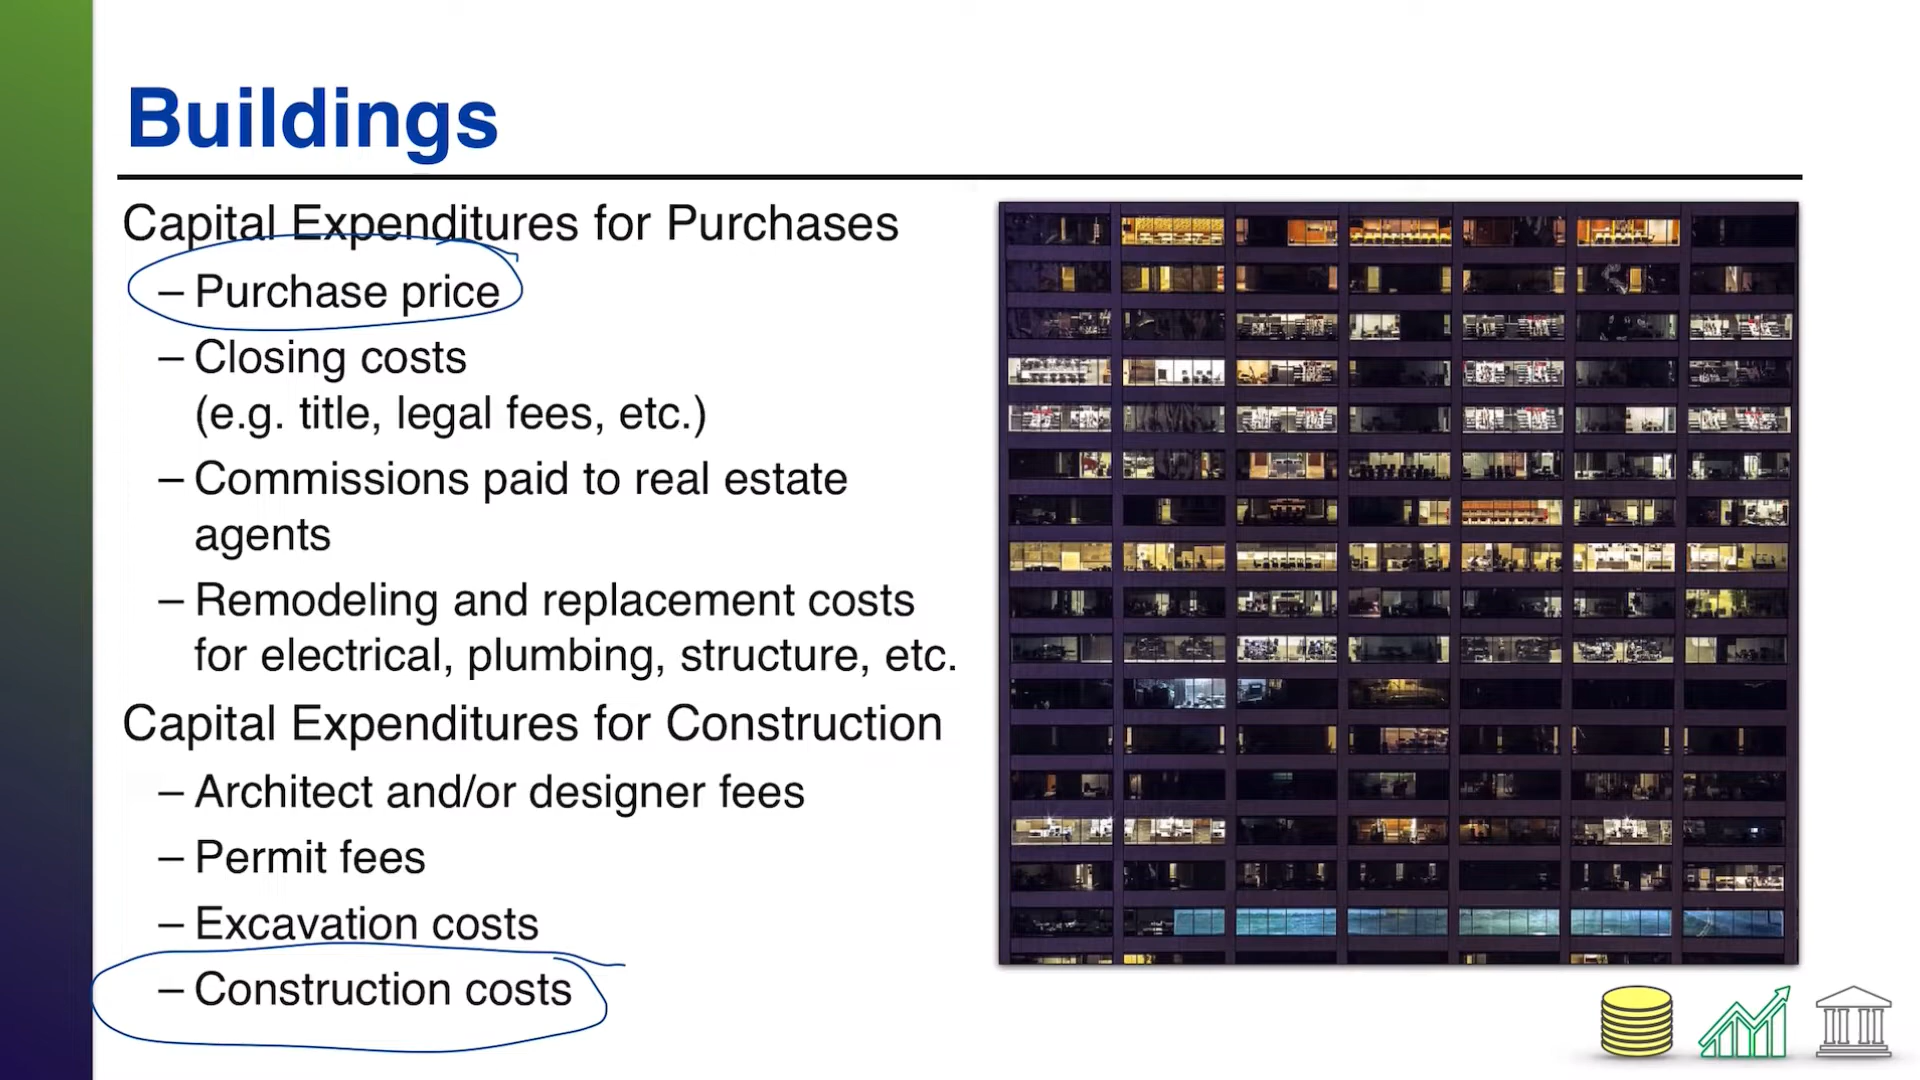 Buildings
Capital Expenditures for Purchases
– Purchase price
– Closing costs
(e.g. title, legal fees, etc.)
– Commissions paid to real estate
agents
– Remodeling and replacement costs
for electrical, plumbing, structure, etc.
Capital Expenditures for Construction
– Architect and/or designer fees
– Permit fees
– Excavation costs
– Construction costs